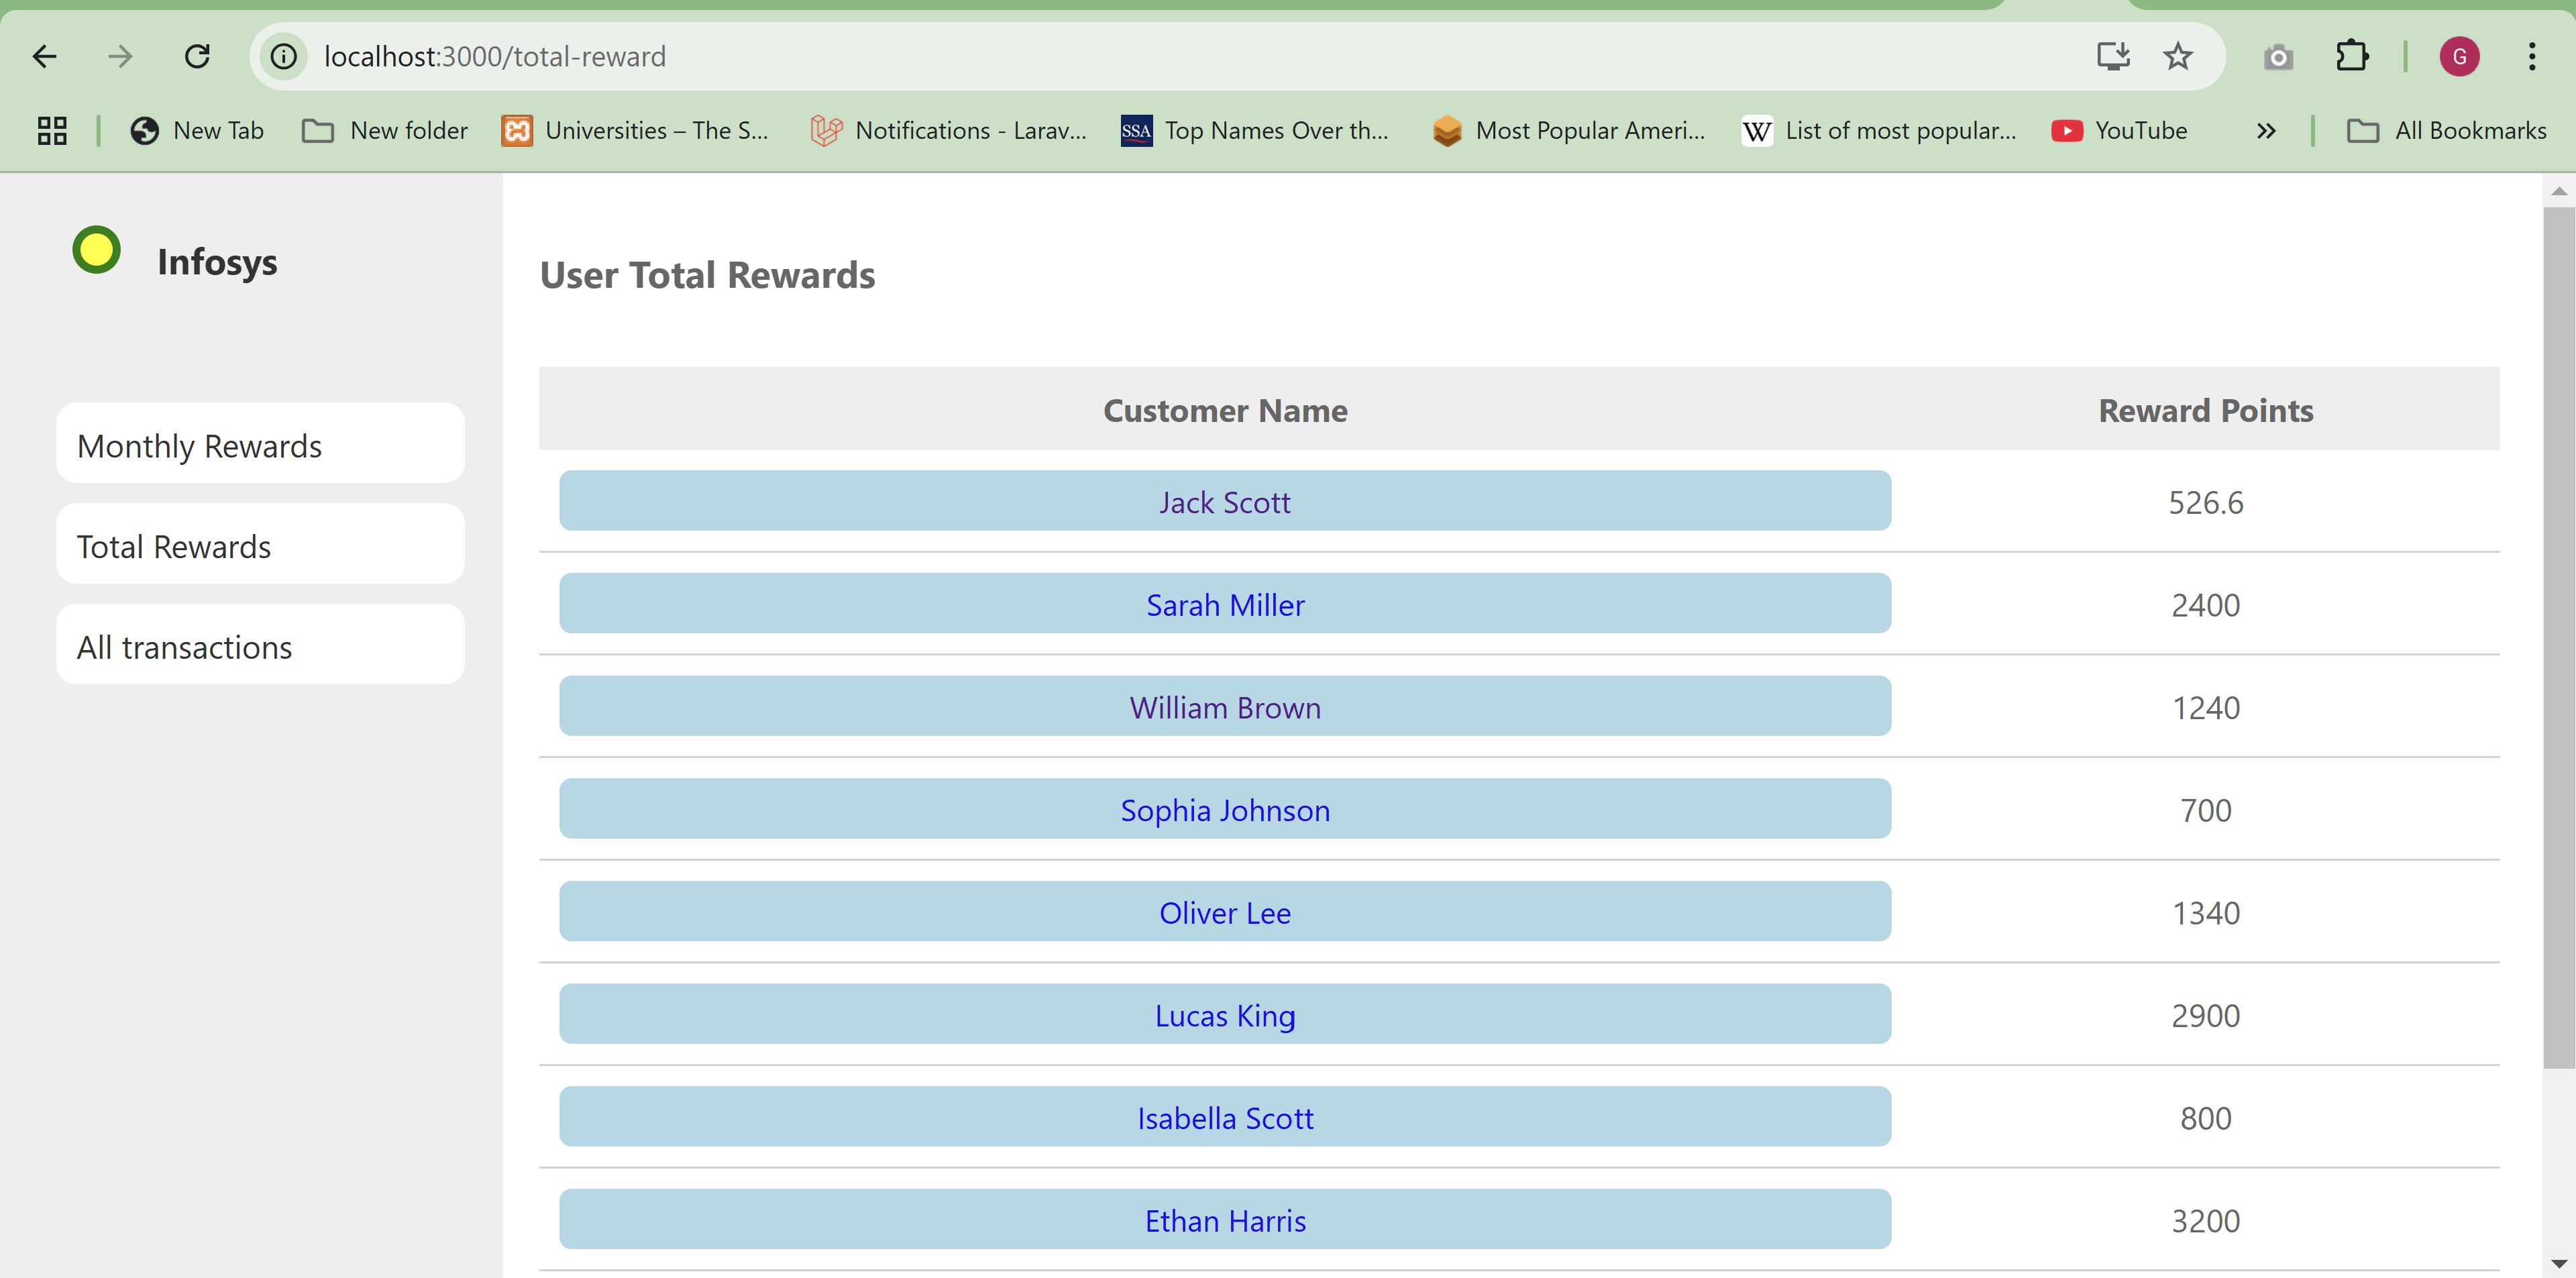 localhost:3000/total-reward
G
New Tab New folder Universities – The S... Notifications - Larav... SSA Top Names Over th... Most Popular Ameri... W List of most popular... YouTube » All Bookmarks
Infosys
Monthly Rewards
Total Rewards
All transactions
User Total Rewards
Customer Name Reward Points
Jack Scott 526.6
Sarah Miller 2400
William Brown 1240
Sophia Johnson 700
Oliver Lee 1340
Lucas King 2900
Isabella Scott 800
Ethan Harris 3200